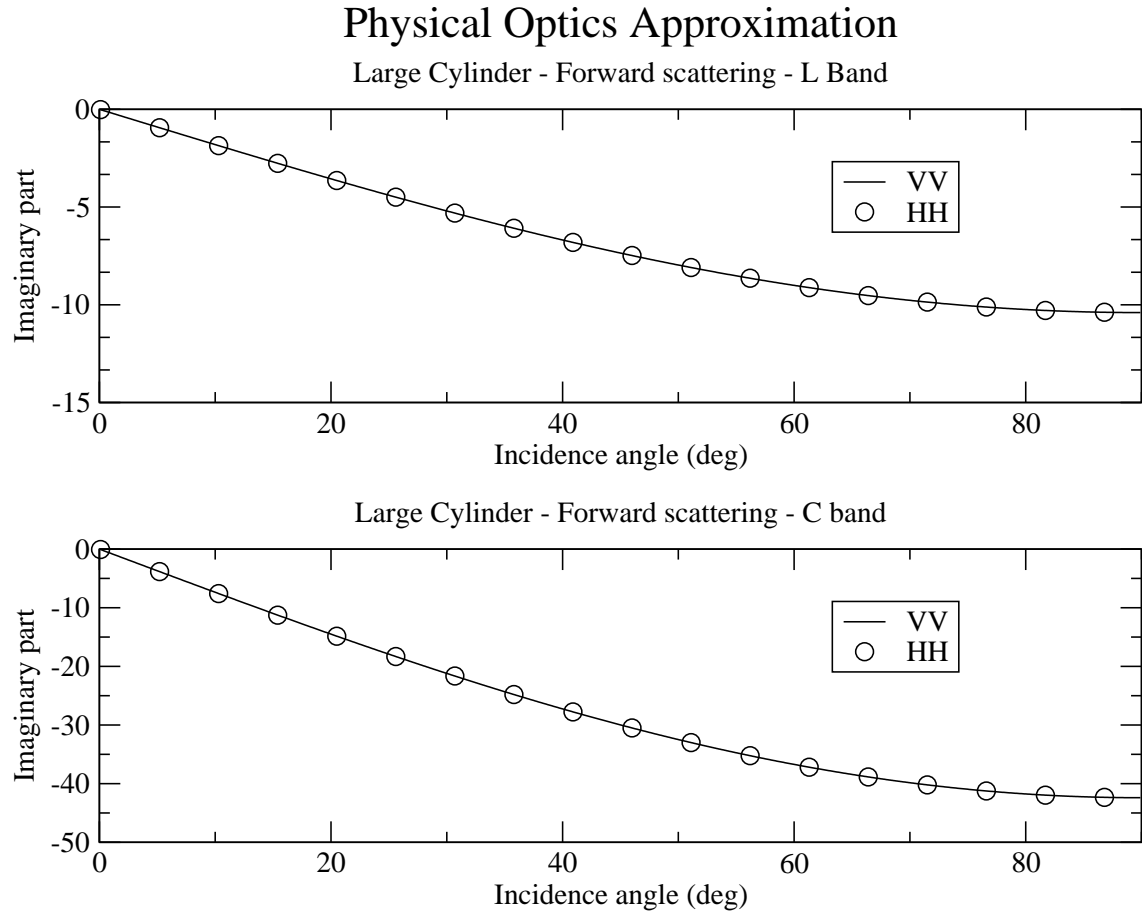 Physical Optics Approximation
Large Cylinder - Forward scattering - L Band
0
-5
-10
-15
Imaginary part
VV
HH
0 20 40 60 80
Incidence angle (deg)
Large Cylinder - Forward scattering - C band
0
-10
-20
-30
-40
-50
Imaginary part
VV
HH
0 20 40 60 80
Incidence angle (deg)